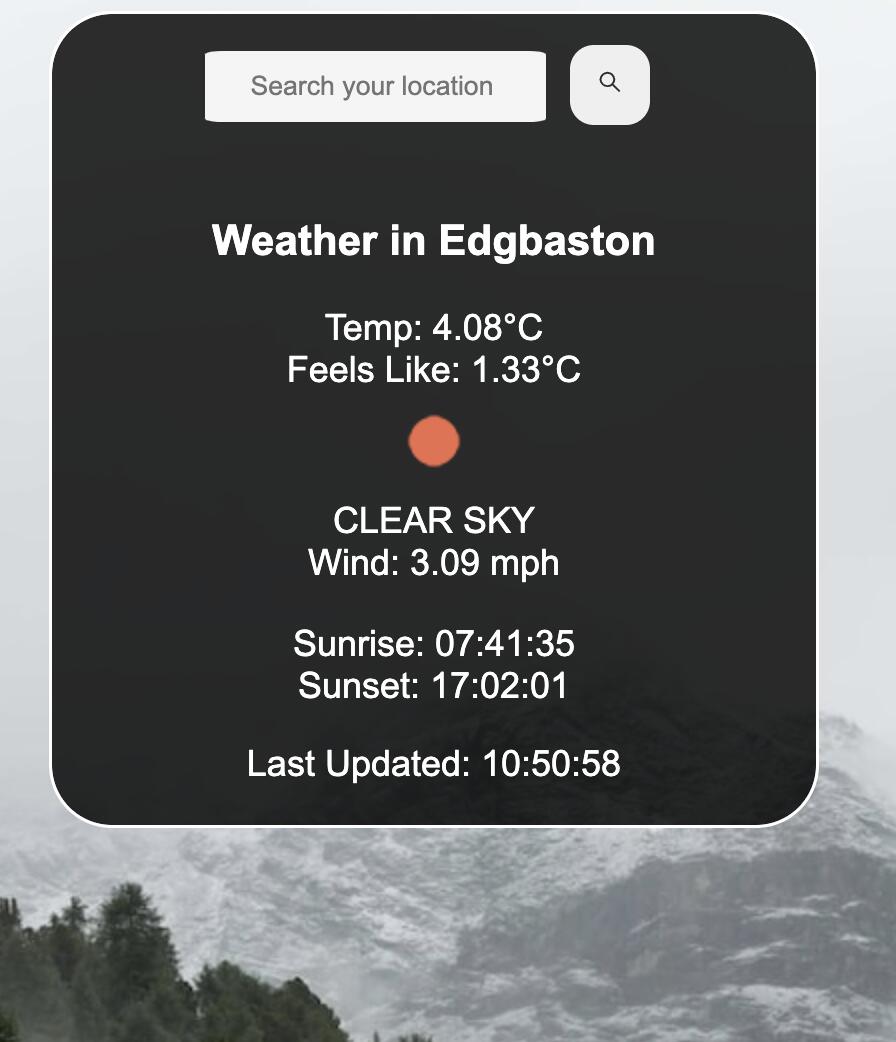 Search your location
Weather in Edgbaston
Temp: 4.08°C
Feels Like: 1.33°C
CLEAR SKY
Wind: 3.09 mph
Sunrise: 07:41:35
Sunset: 17:02:01
Last Updated: 10:50:58